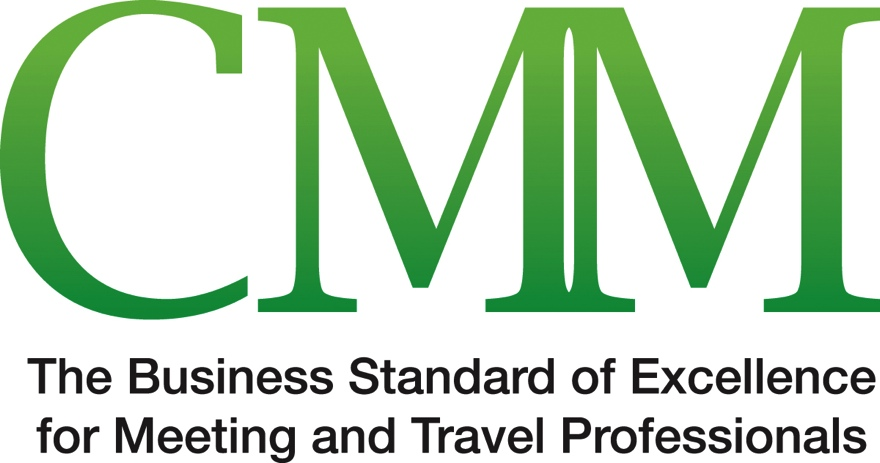 CMM
The Business Standard of Excellence
for Meeting and Travel Professionals